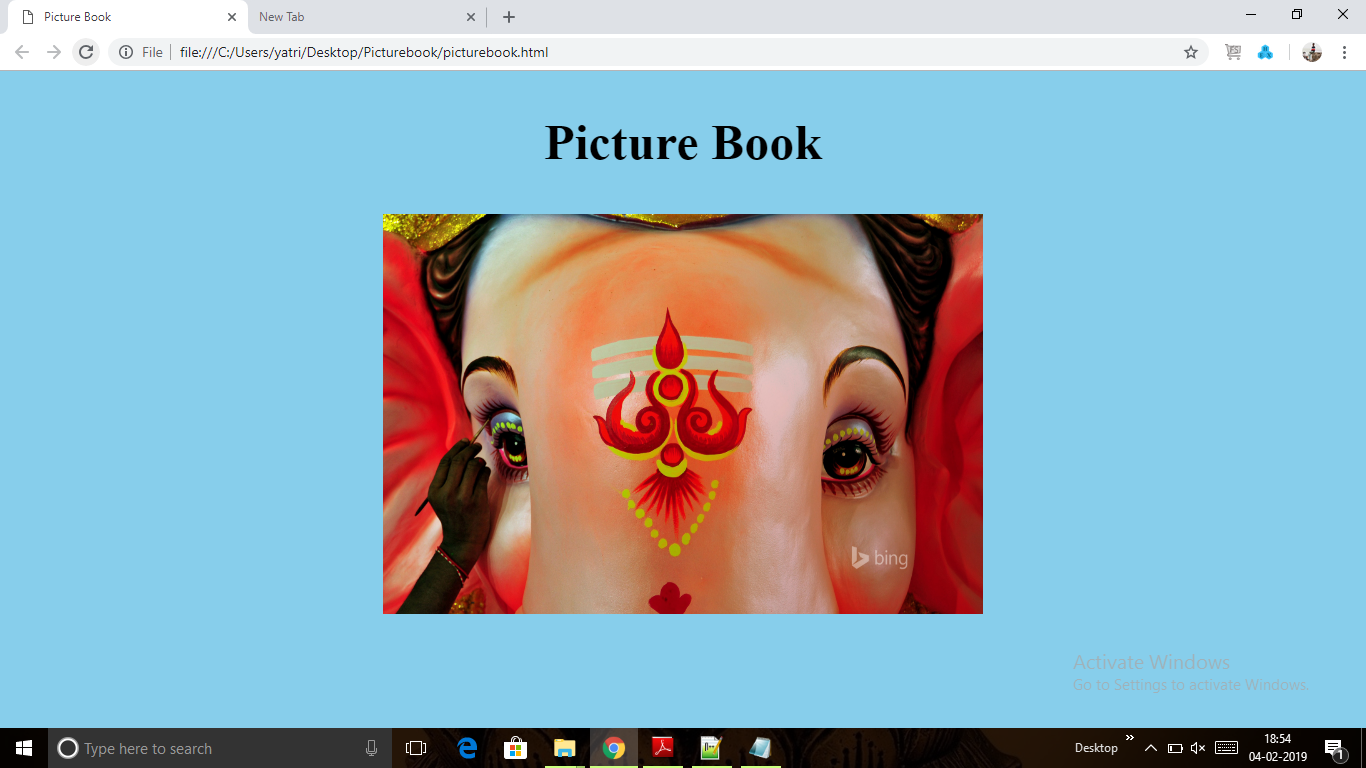 Picture Book
New Tab
File
file:///C:/Users/yatri/Desktop/Picturebook/picturebook.html
Picture Book
bing
Activate Windows
Go to Settings to activate Windows.
Type here to search
Desktop
18:54
04-02-2019
1